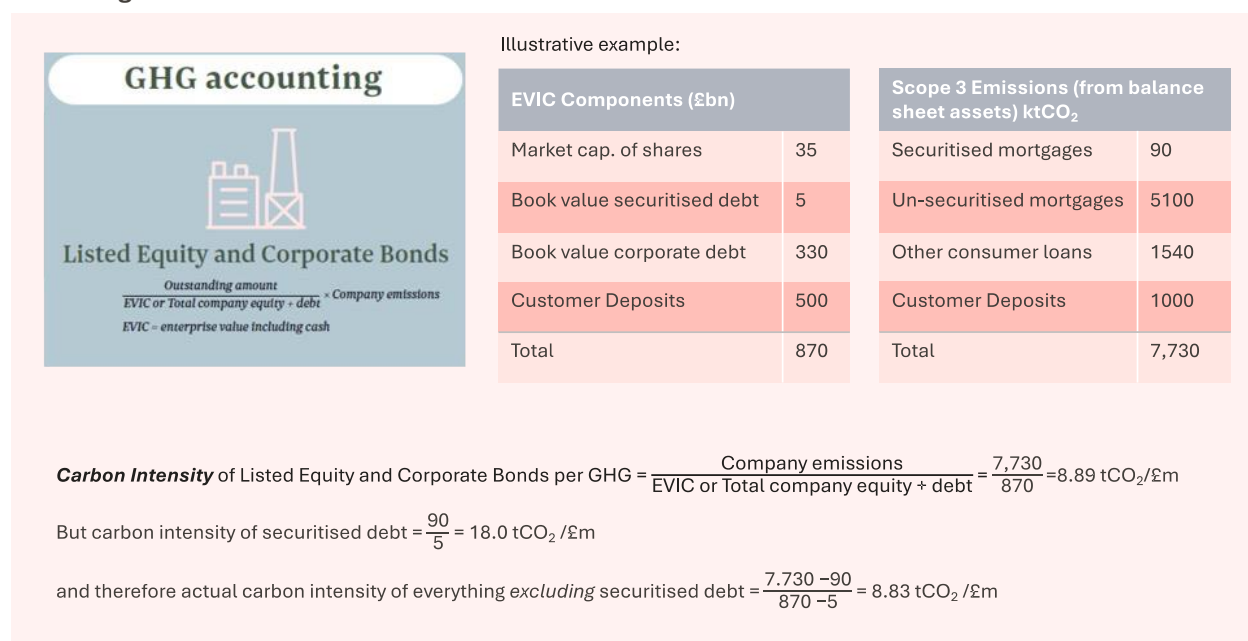 Illustrative example:
GHG accounting
Listed Equity and Corporate Bonds
Outstanding amount
EVIC or Total company equity + debt × Company emissions
EVIC = enterprise value including cash
EVIC Components (£bn)
Market cap. of shares 35
Book value securitised debt 5
Book value corporate debt 330
Customer Deposits 500
Total 870
Scope 3 Emissions (from balance
sheet assets) ktCO₂
Securitised mortgages 90
Un-securitised mortgages 5100
Other consumer loans 1540
Customer Deposits 1000
Total 7,730
Carbon Intensity of Listed Equity and Corporate Bonds per GHG = Company emissions / EVIC or Total company equity ÷ debt = 7,730 / 870 =8.89 tCO₂/£m
But carbon intensity of securitised debt = 90 / 5 = 18.0 tCO₂ /£m
and therefore actual carbon intensity of everything excluding securitised debt = 7.730 –90 / 870 –5 = 8.83 tCO₂ /£m